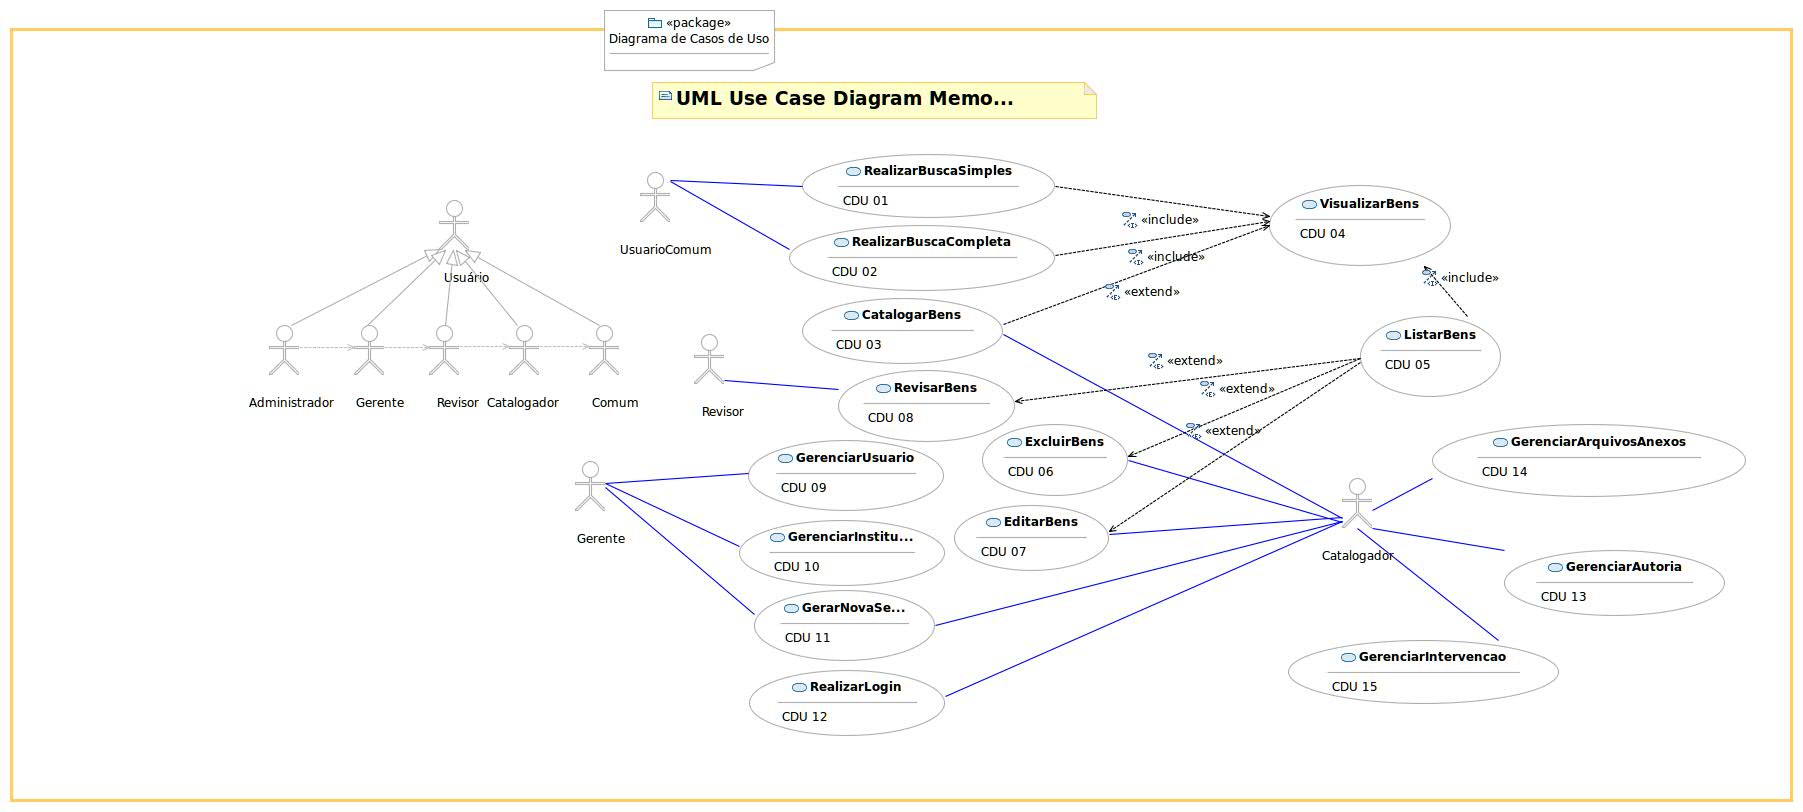 «package»
Diagrama de Casos de Uso
UML Use Case Diagram Memo...
Usuário
Administrador
Gerente
Revisor
Catalogador
Comum
UsuarioComum
Revisor
Gerente
RealizarBuscaSimples
CDU 01
RealizarBuscaCompleta
CDU 02
CatalogarBens
CDU 03
RevisarBens
CDU 08
GerenciarUsuario
CDU 09
GerenciarInstitu...
CDU 10
GerarNovaSe...
CDU 11
RealizarLogin
CDU 12
ExcluirBens
CDU 06
EditarBens
CDU 07
«include»
«include»
«extend»
«extend»
«extend»
«extend»
VisualizarBens
CDU 04
«include»
ListarBens
CDU 05
Catalogador
GerenciarArquivosAnexos
CDU 14
GerenciarAutoria
CDU 13
GerenciarIntervencao
CDU 15